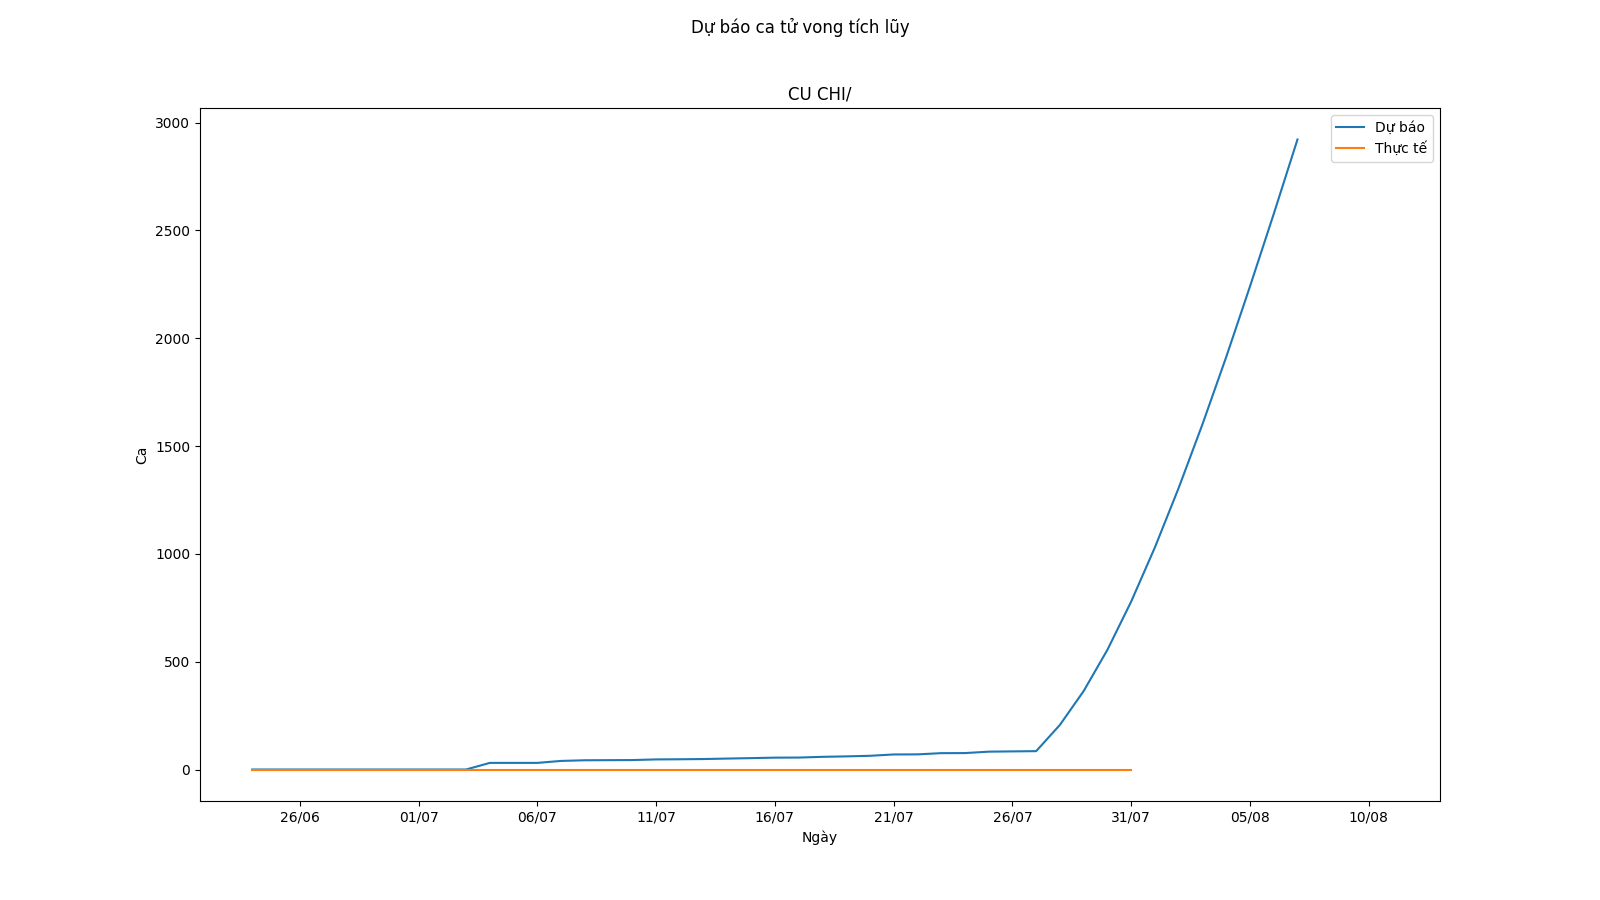 Dự báo ca tử vong tích lũy
CU CHI/
Dự báo
Thực tế
3000
2500
2000
1500
1000
500
0
Ca
26/06
01/07
06/07
11/07
16/07
21/07
26/07
31/07
05/08
10/08
Ngày